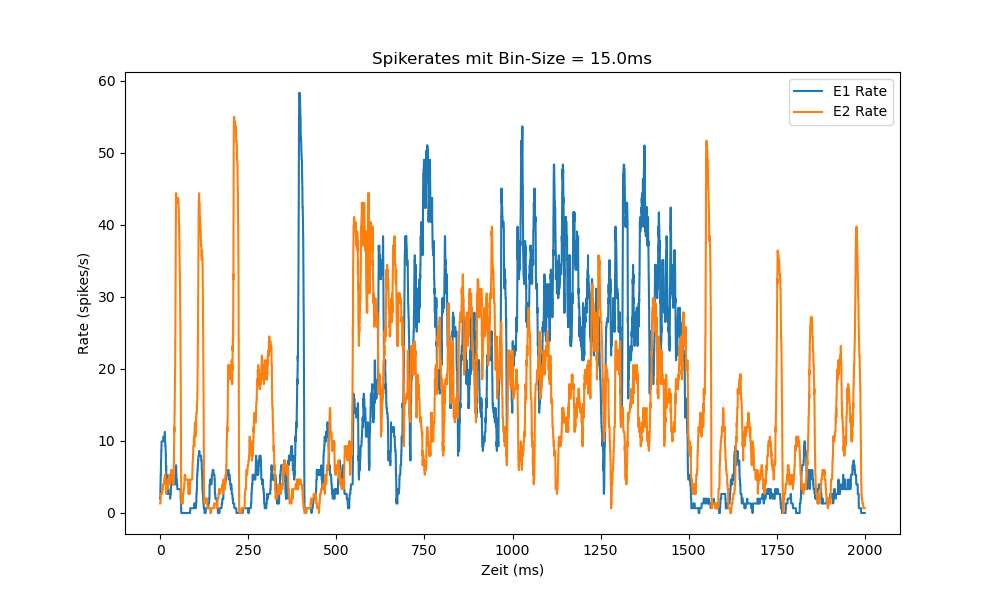 Spikerates mit Bin-Size = 15.0ms
E1 Rate
E2 Rate
60
50
40
30
20
10
0
Rate (spikes/s)
0 250 500 750 1000 1250 1500 1750 2000
Zeit (ms)